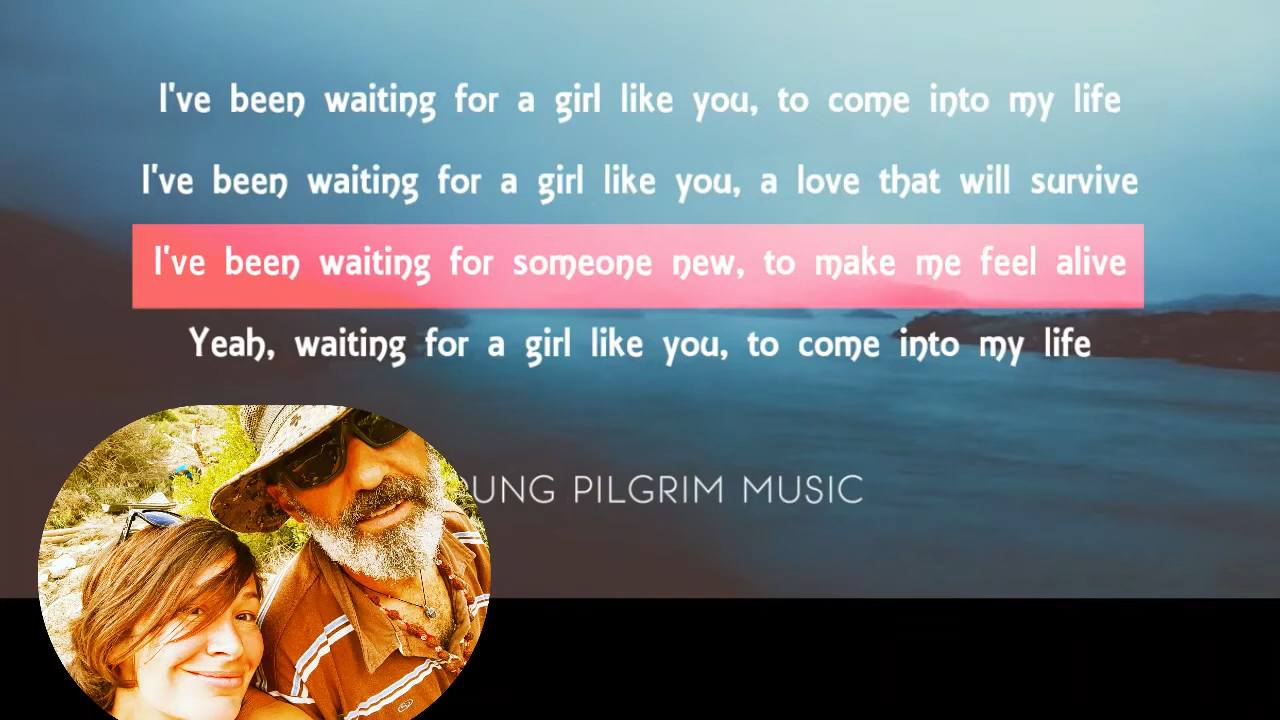 I've been waiting for a girl like you, to come into my life
I've been waiting for a girl like you, a love that will survive
I've been waiting for someone new, to make me feel alive
Yeah, waiting for a girl like you, to come into my life
UNG PILGRIM MUSIC